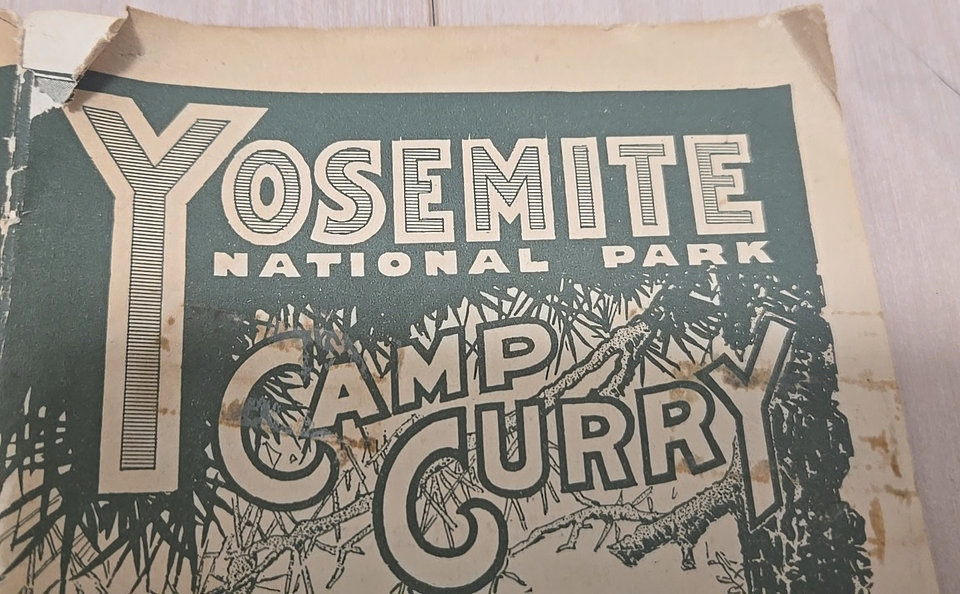 YOSEMITE
NATIONAL PARK
CAMP
CURRY